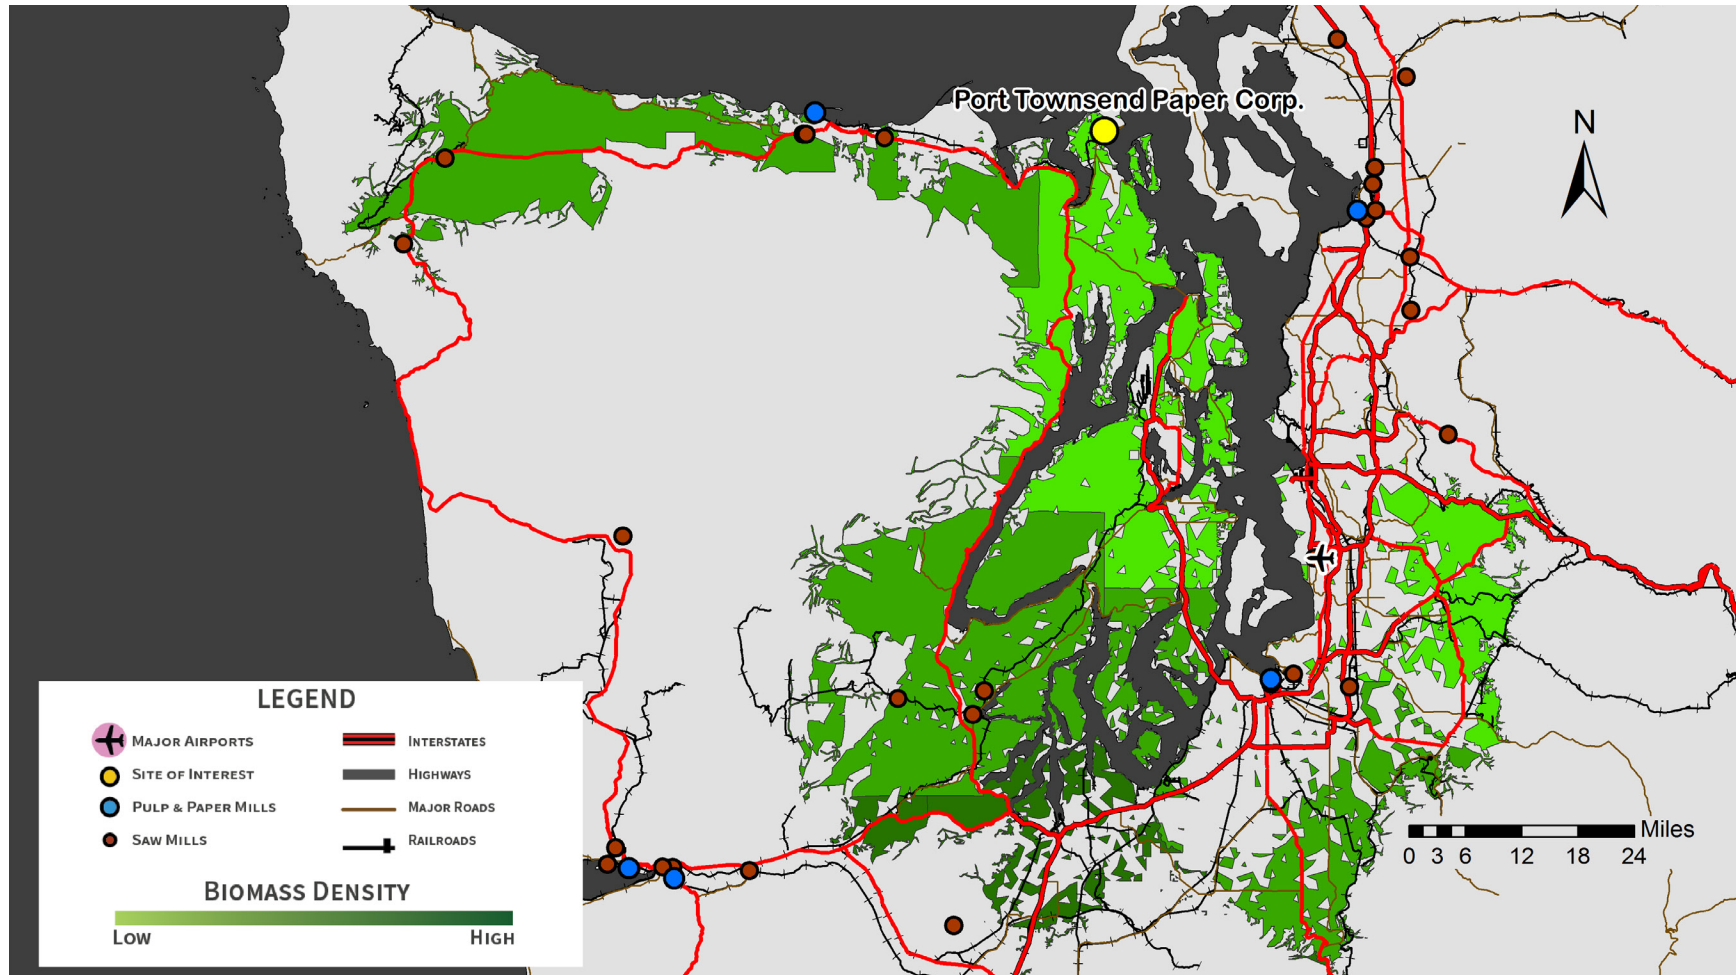 Port Townsend Paper Corp.
N
LEGEND
MAJOR AIRPORTS
INTERSTATES
SITE OF INTEREST
HIGHWAYS
PULP & PAPER MILLS
MAJOR ROADS
SAW MILLS
RAILROADS
BIOMASS DENSITY
LOW HIGH
Miles
0 3 6 12 18 24